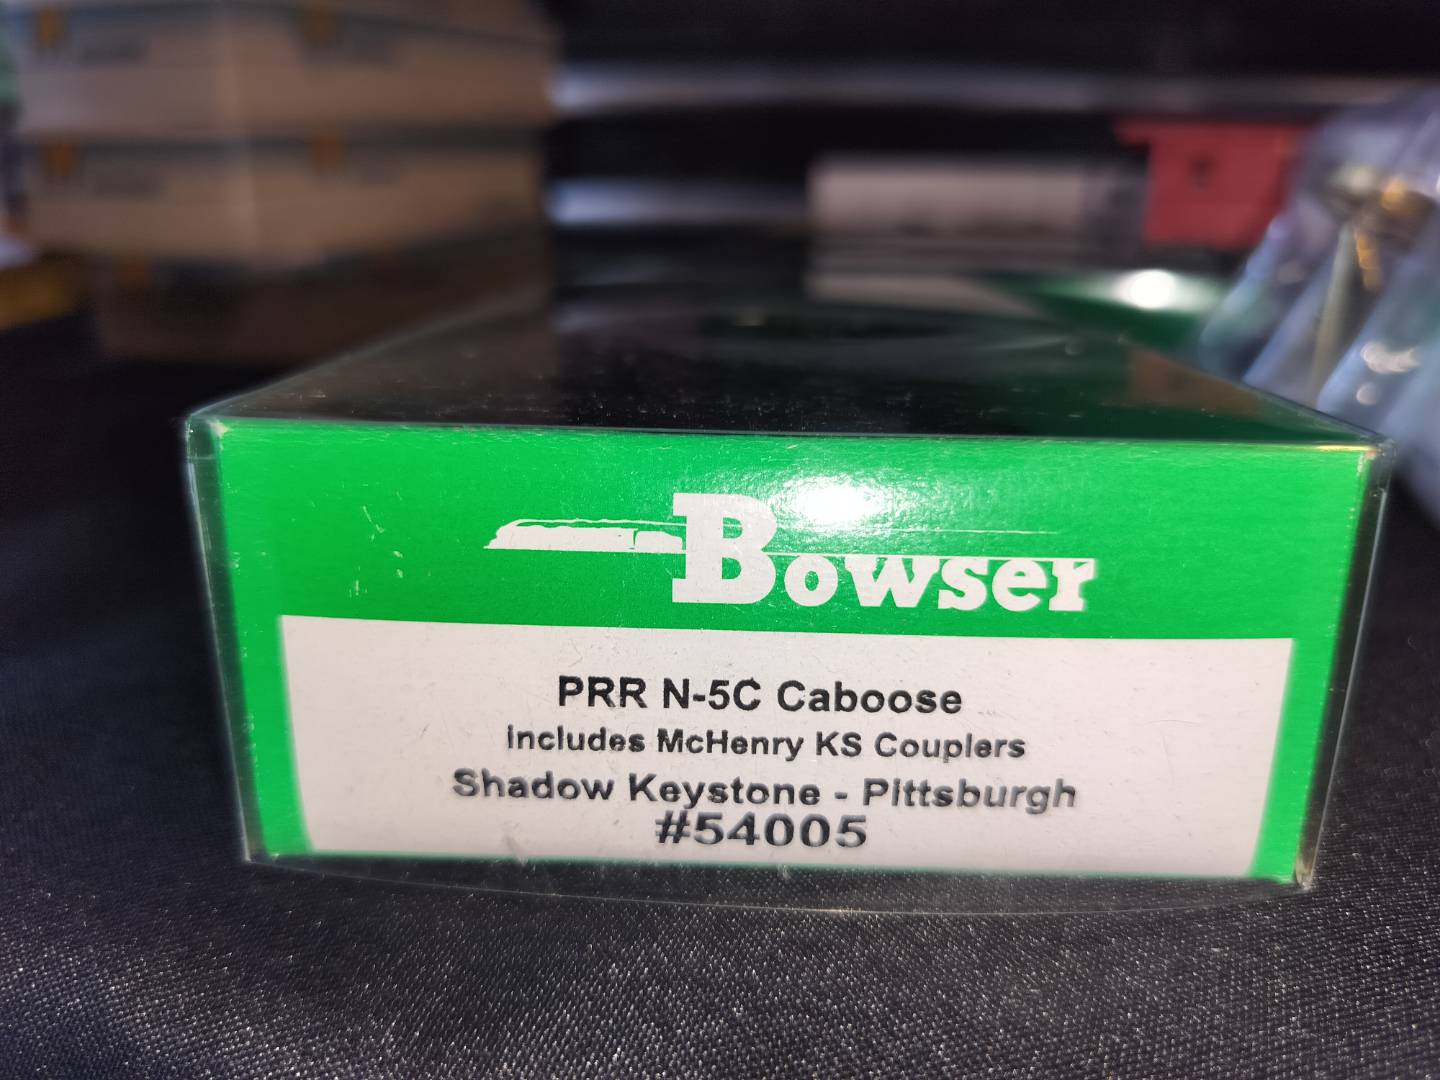 Bowser
PRR N-5C Caboose
Includes McHenry KS Couplers
Shadow Keystone - Pittsburgh
#54005